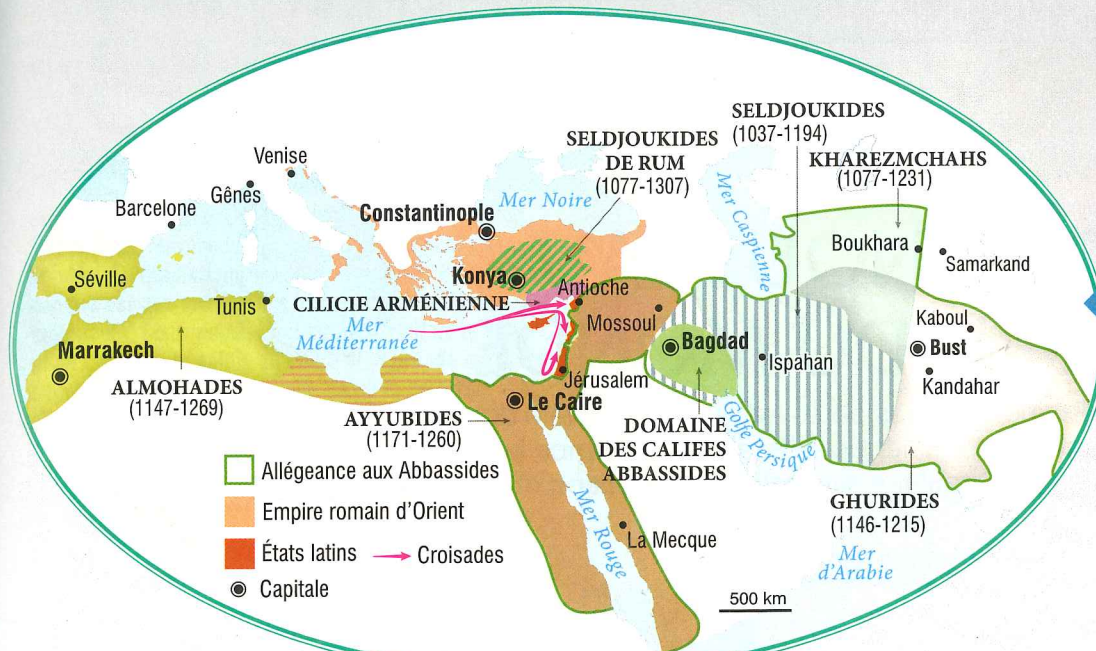 SELDJOUKIDES
(1037-1194)
SELDJOUKIDES
DE RUM
(1077-1307)
KHAREZMCHAHS
(1077-1231)
Venise
Gênes
Barcelone
Constantinople
Mer Noire
Mer Caspienne
Boukhara
Samarkand
Séville
Tunis
Konya
Antioche
CILICIE ARMÉNIENNE
Mer
Méditerranée
Mossoul
Bagdad
Ispahan
Kaboul
Bust
Kandahar
Marrakech
ALMOHADES
(1147-1269)
Jérusalem
Le Caire
AYYUBIDES
(1171-1260)
DOMAINE
DES CALIFES
ABBASSIDES
Golfe Persique
GHURIDES
(1146-1215)
Mer Rouge
La Mecque
Mer
d'Arabie
500 km
Allégeance aux Abbassides
Empire romain d'Orient
États latins
Croisades
Capitale